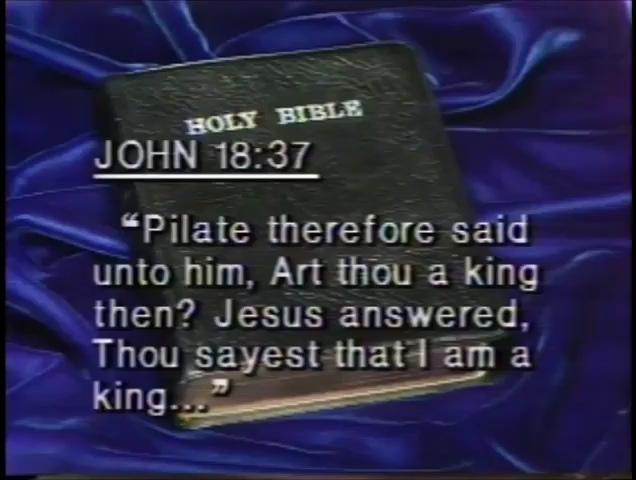 HOLY BIBLE
JOHN 18:37
“Pilate therefore said
unto him, Art thou a king
then? Jesus answered,
Thou sayest that I am a
king...”